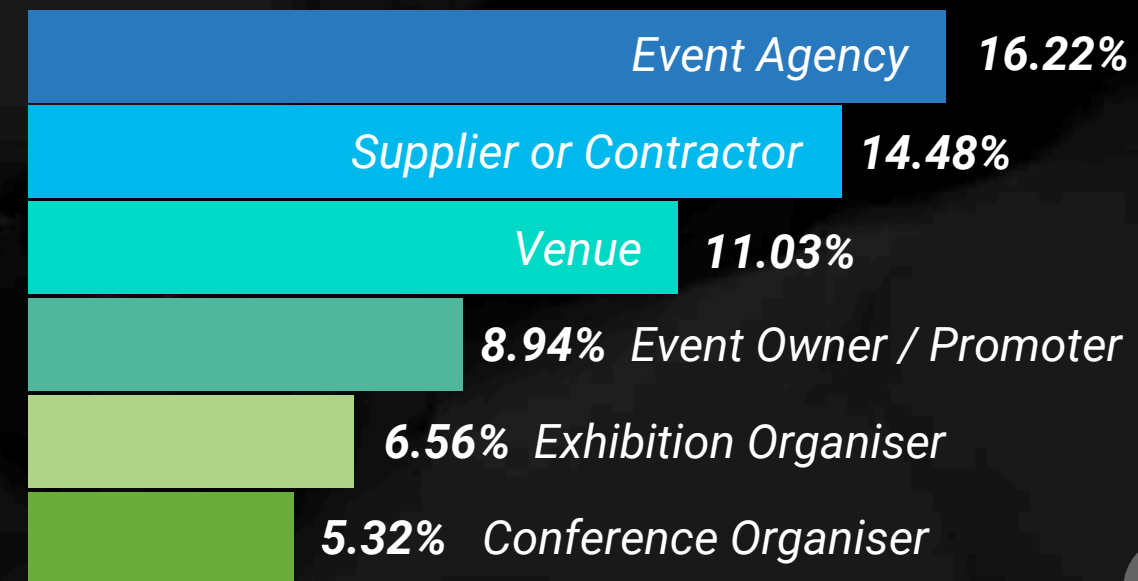 Event Agency 16.22%
Supplier or Contractor 14.48%
Venue 11.03%
8.94% Event Owner / Promoter
6.56% Exhibition Organiser
5.32% Conference Organiser